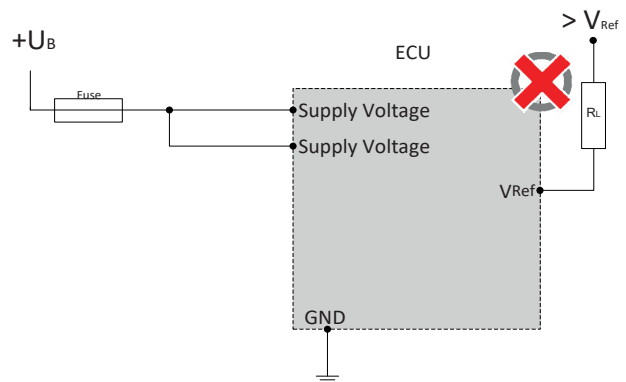 > VRef
+UB
ECU
Fuse
Supply Voltage
RL
Supply Voltage
VRef
GND